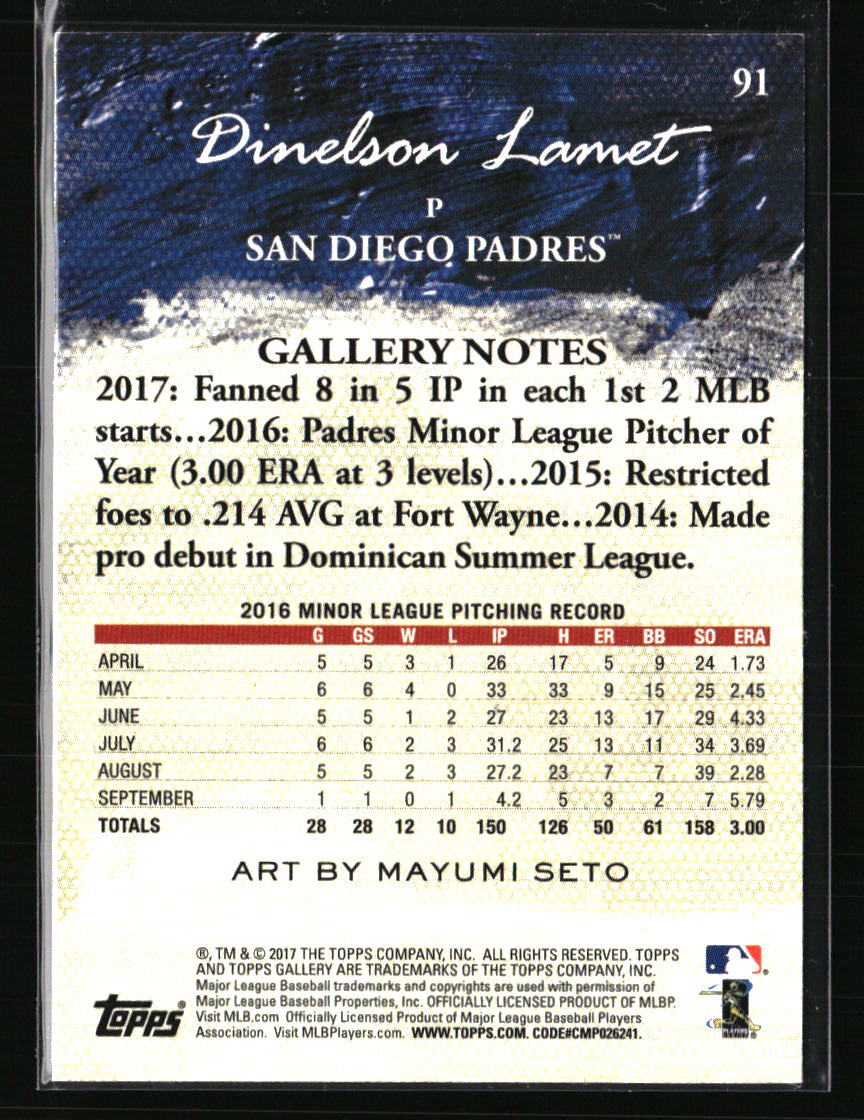 91
Dinelson Lamet
P
SAN DIEGO PADRES™
GALLERY NOTES
2017: Fanned 8 in 5 IP in each 1st 2 MLB
starts...2016: Padres Minor League Pitcher of
Year (3.00 ERA at 3 levels)...2015: Restricted
foes to .214 AVG at Fort Wayne...2014: Made
pro debut in Dominican Summer League.
2016 MINOR LEAGUE PITCHING RECORD
G GS W L IP H ER BB SO ERA
APRIL 5 5 3 1 26 17 5 9 24 1.73
MAY 6 6 4 0 33 33 9 15 25 2.45
JUNE 5 5 1 2 27 23 13 17 29 4.33
JULY 6 6 2 3 31.2 25 13 11 34 3.69
AUGUST 5 5 2 3 27.2 23 7 7 39 2.28
SEPTEMBER 1 1 0 1 4.2 5 3 2 7 5.79
TOTALS 28 28 12 10 150 126 50 61 158 3.00
ART BY MAYUMI SETO
®, TM & © 2017 THE TOPPS COMPANY, INC. ALL RIGHTS RESERVED. TOPPS
AND TOPPS GALLERY ARE TRADEMARKS OF THE TOPPS COMPANY, INC.
Major League Baseball trademarks and copyrights are used with permission of
Major League Baseball Properties, Inc. OFFICIALLY LICENSED PRODUCT OF MLBP.
Visit MLB.com Officially Licensed Product of Major League Baseball Players
Association. Visit MLBPlayers.com. WWW.TOPPS.COM. CODE#CMP026241.
Topps®
PLAYERS